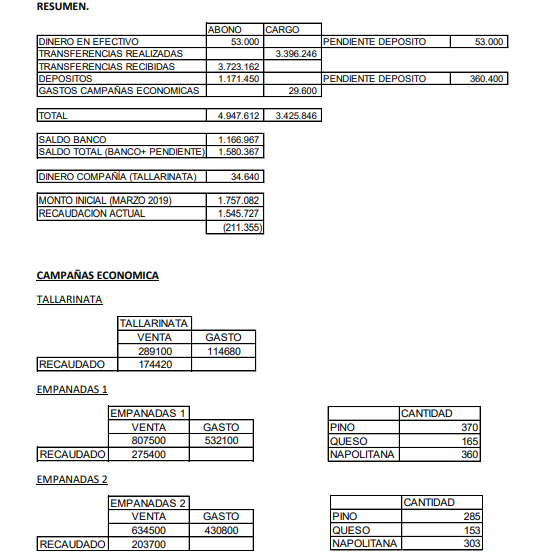 RESUMEN.
ABONO CARGO
DINERO EN EFECTIVO 53.000 PENDIENTE DEPOSITO 53.000
TRANSFERENCIAS REALIZADAS 3.396.246
TRANSFERENCIAS RECIBIDAS 3.723.162
DEPOSITOS 1.171.450 PENDIENTE DEPOSITO 360.400
GASTOS CAMPAÑAS ECONOMICAS 29.600
TOTAL 4.947.612 3.425.846
SALDO BANCO 1.166.967
SALDO TOTAL (BANCO+ PENDIENTE) 1.580.367
DINERO COMPAÑÍA (TALLARINATA) 34.640
MONTO INICIAL (MARZO 2019) 1.757.082
RECAUDACION ACTUAL 1.545.727
(211.355)
CAMPAÑAS ECONOMICA
TALLARINATA
TALLARINATA
VENTA GASTO
289100 114680
RECAUDADO 174420
EMPANADAS 1
EMPANADAS 1 CANTIDAD
VENTA GASTO PINO 370
807500 532100 QUESO 165
RECAUDADO 275400 NAPOLITANA 360
EMPANADAS 2
EMPANADAS 2 CANTIDAD
VENTA GASTO PINO 285
634500 430800 QUESO 153
RECAUDADO 203700 NAPOLITANA 303